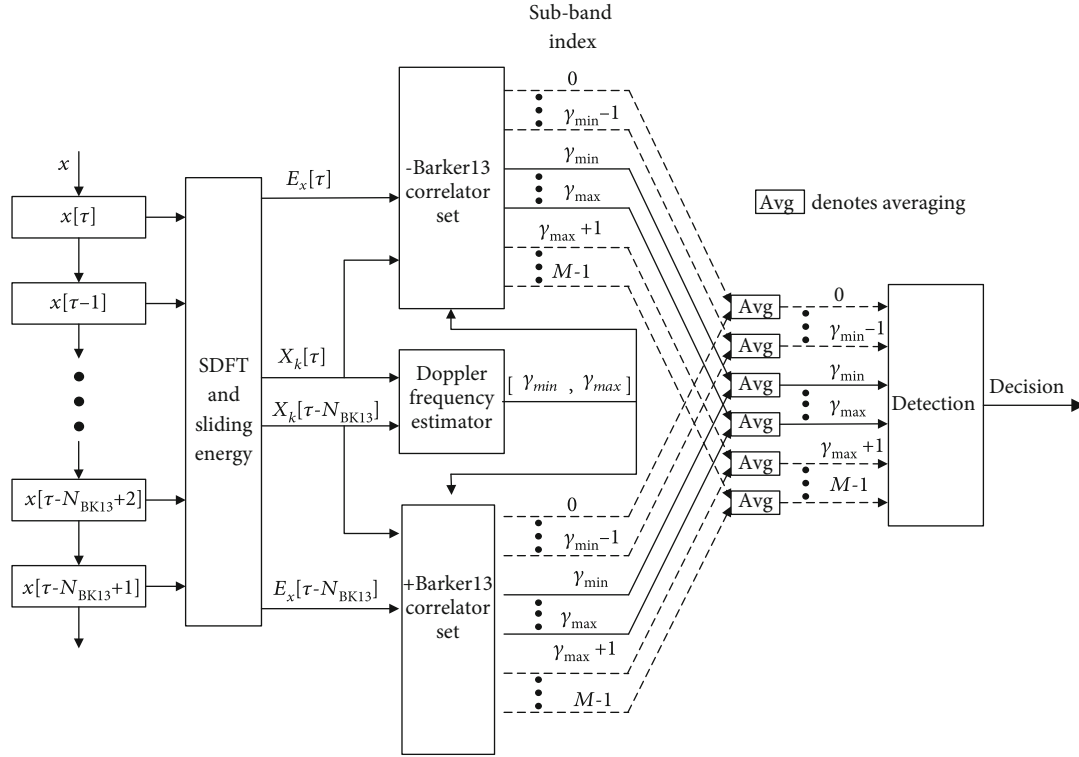 Sub-band
index
x
x[τ]
x[τ–1]
x[τ-N_BK13+2]
x[τ-N_BK13+1]
SDFT
and
sliding
energy
E_x[τ]
X_k[τ]
X_k[τ-N_BK13]
E_x[τ-N_BK13]
-Barker13
correlator
set
Doppler
frequency
estimator
[ γ_min , γ_max ]
+Barker13
correlator
set
0
γ_min–1
γ_min
γ_max
γ_max +1
M-1
0
γ_min–1
γ_min
γ_max
γ_max +1
M-1
Avg denotes averaging
Avg
Avg
Avg
Avg
Avg
Avg
0
γ_min–1
γ_min
γ_max
γ_max +1
M-1
Detection
Decision